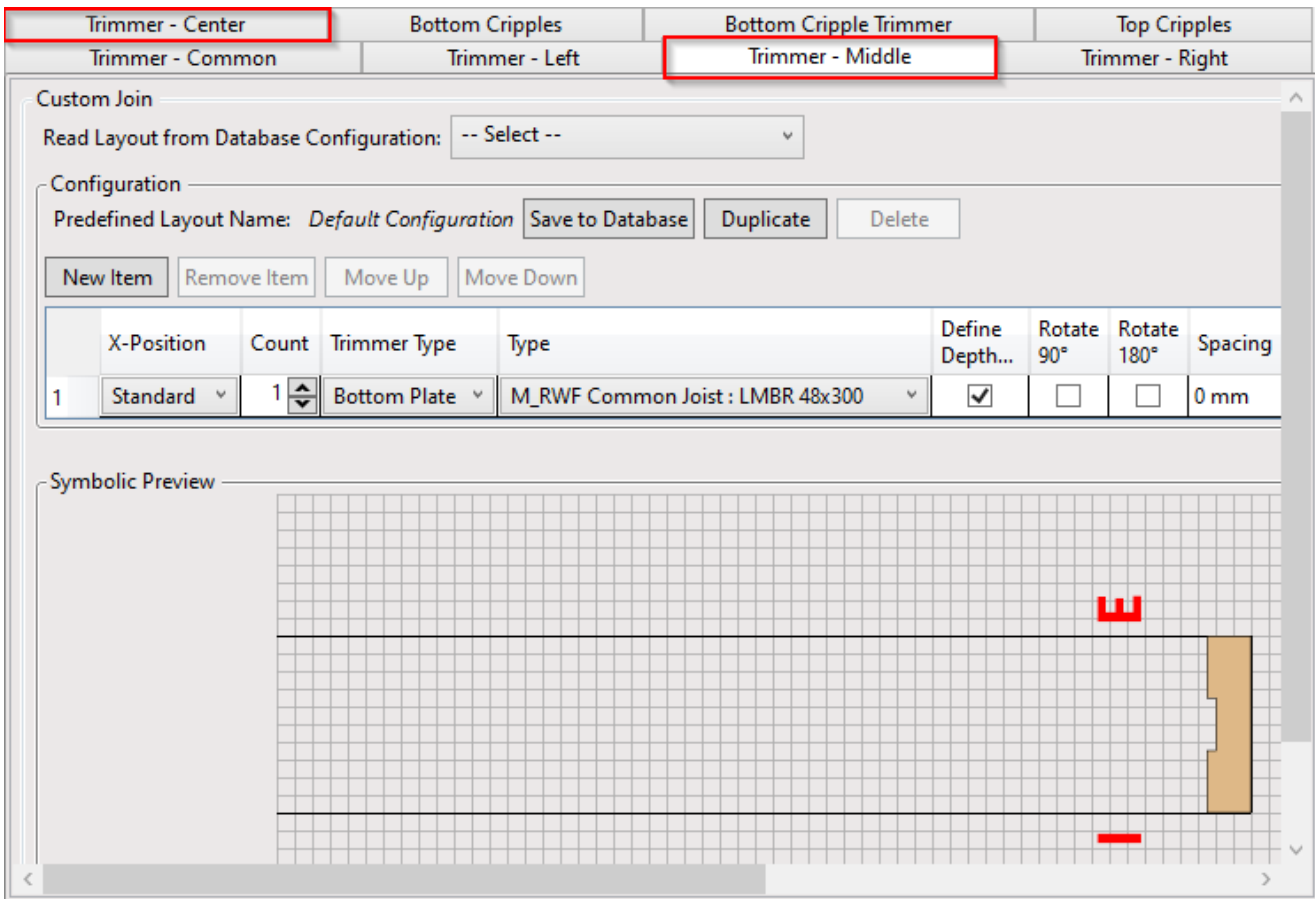 Trimmer - Center Bottom Cripples Bottom Cripple Trimmer Top Cripples
Trimmer - Common Trimmer - Left Trimmer - Middle Trimmer - Right
Custom Join
Read Layout from Database Configuration: -- Select --
Configuration
Predefined Layout Name: Default Configuration Save to Database Duplicate Delete
New Item Remove Item Move Up Move Down
X-Position Count Trimmer Type Type Define Depth... Rotate 90° Rotate 180° Spacing
1 Standard 1 Bottom Plate M_RWF Common Joist : LMBR 48x300 0 mm
Symbolic Preview
E
I